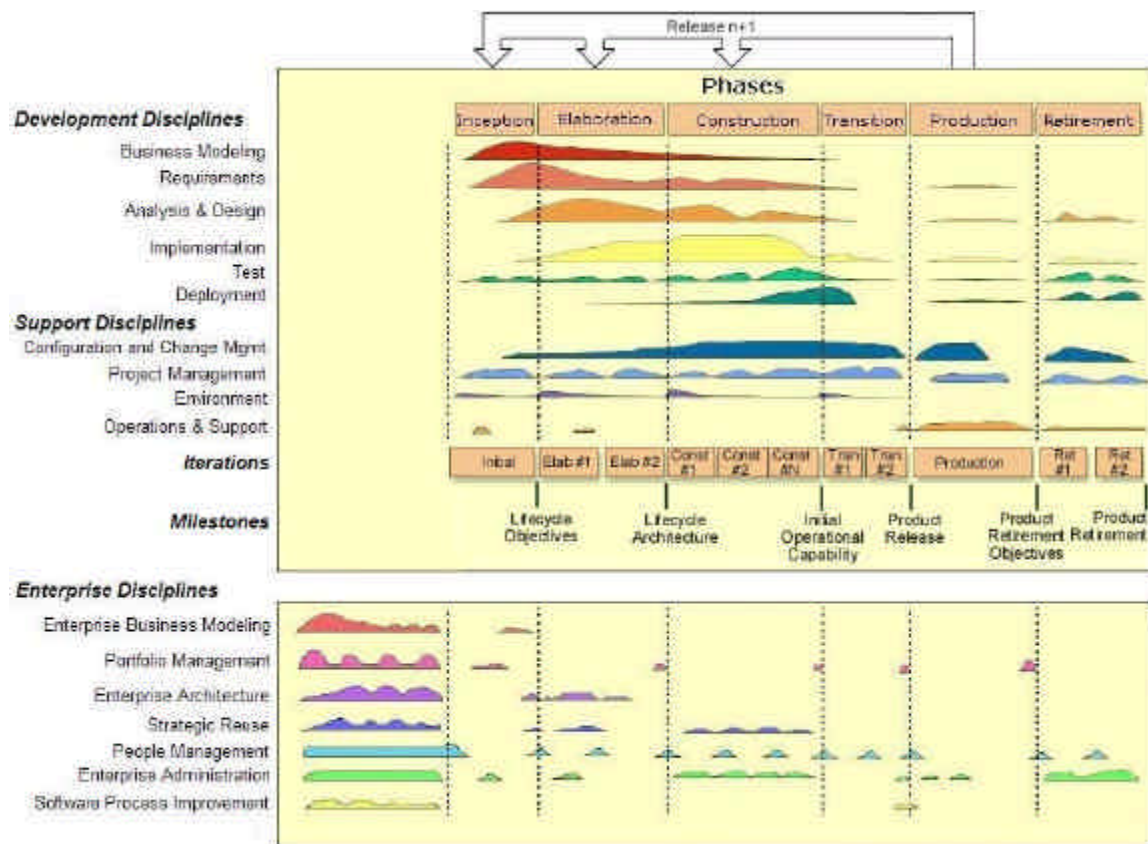 Release n+1
Phases
Development Disciplines
Inception
Elaboration
Construction
Transition
Production
Retirement
Business Modeling
Requirements
Analysis & Design
Implementation
Test
Deployment
Support Disciplines
Configuration and Change Mgmt
Project Management
Environment
Operations & Support
Iterations
Initial
Elab #1
Elab #2
Const
#1
Const
#2
Const
#N
Tran
#1
Tran
#2
Production
Ret
#1
Ret
#2
Milestones
Lifecycle
Objectives
Lifecycle
Architecture
Initial
Operational
Capability
Product
Release
Product
Retirement
Objectives
Product
Retirement
Enterprise Disciplines
Enterprise Business Modeling
Portfolio Management
Enterprise Architecture
Strategic Reuse
People Management
Enterprise Administration
Software Process Improvement